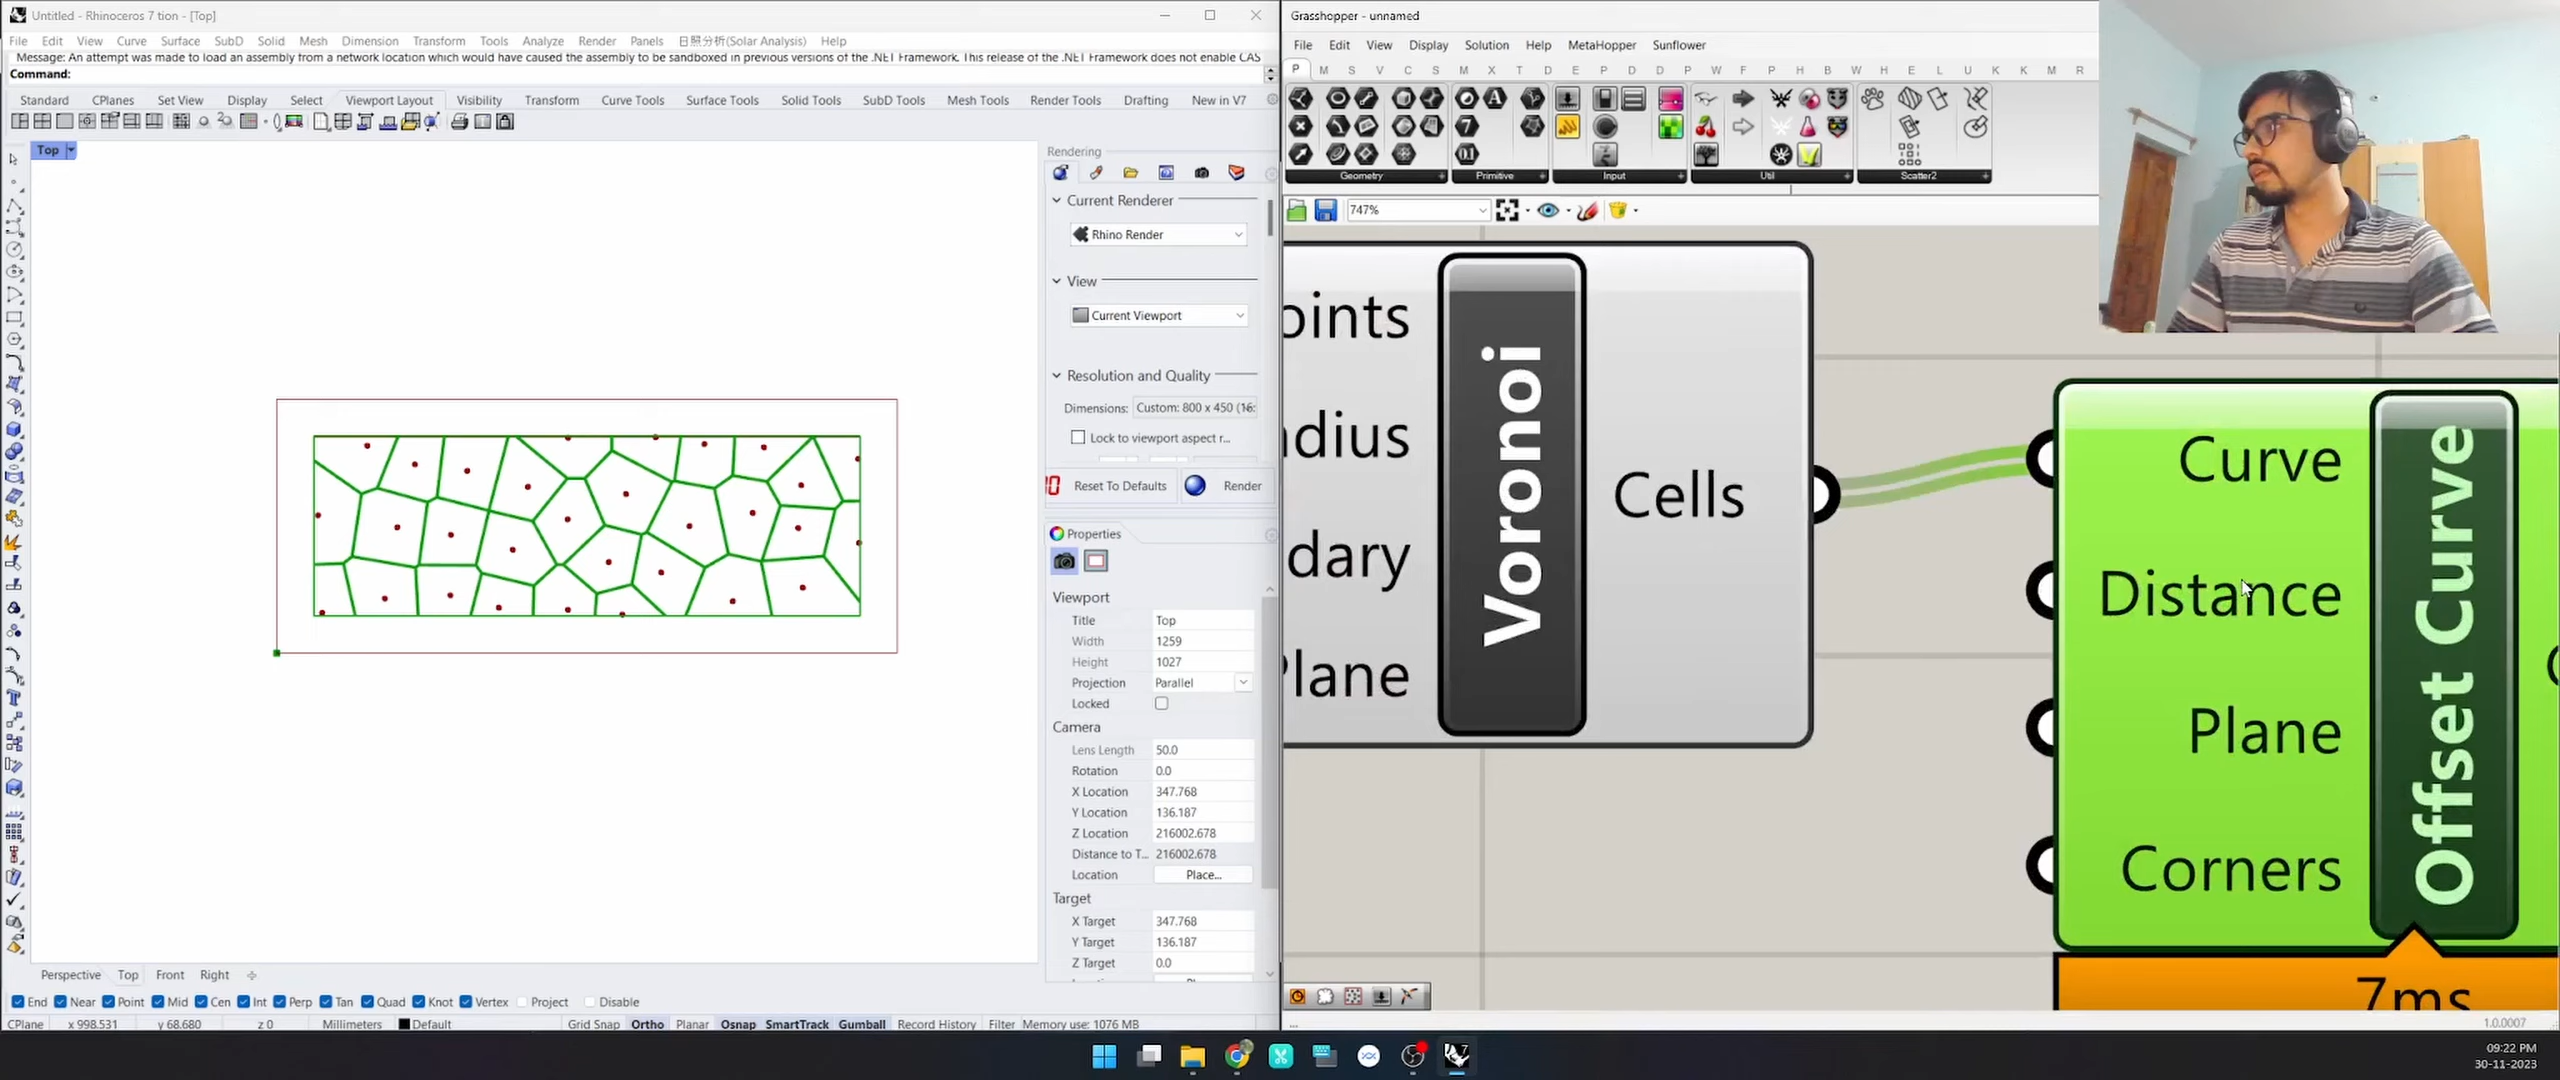 Untitled - Rhinoceros 7 tion - [Top]
File Edit View Curve Surface SubD Solid Mesh Dimension Transform Tools Analyze Render Panels 日照分析(Solar Analysis) Help
Message: An attempt was made to load an assembly from a network location which would have caused the assembly to be sandboxed in previous versions of the .NET Framework. This release of the .NET Framework does not enable CAS
Command:
Standard CPlanes Set View Display Select Viewport Layout Visibility Transform Curve Tools Surface Tools Solid Tools SubD Tools Mesh Tools Render Tools Drafting New in V7
Top
Rendering
Current Renderer
Rhino Render
View
Current Viewport
Resolution and Quality
Dimensions: Custom: 800 x 450 (16:
Lock to viewport aspect r...
Reset To Defaults Render
Properties
Viewport
Title Top
Width 1259
Height 1027
Projection Parallel
Locked
Camera
Lens Length 50.0
Rotation 0.0
X Location 347.768
Y Location 136.187
Z Location 216002.678
Distance to T... 216002.678
Location Place...
Target
X Target 347.768
Y Target 136.187
Z Target 0.0
Perspective Top Front Right
End Near Point Mid Cen Int Perp Tan Quad Knot Vertex Project Disable
CPlane x 998.531 y 68.680 z 0 Millimeters Default Grid Snap Ortho Planar Osnap SmartTrack Gumball Record History Filter Memory use: 1076 MB
Grasshopper - unnamed
File Edit View Display Solution Help MetaHopper Sunflower
P M S V C S M X T D E P D D P W F P H B W H E L U K K M R
Geometry Primitive Input Util Scatter2
747%
oints
adius
dary
Plane
Voronoi
Cells
Curve
Distance
Plane
Corners
Offset Curve
7ms
1.0.0007
09:22 PM
30-11-2023